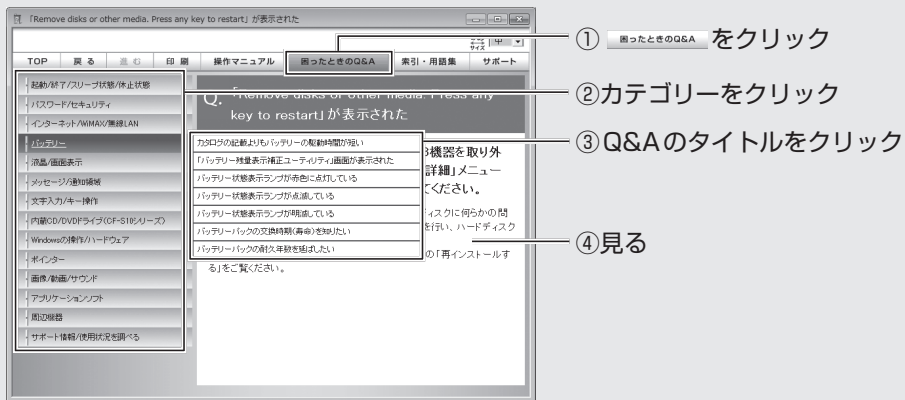 「Remove disks or other media. Press any key to restart」が表示された
サイズ 中
TOP 戻る 進む 印刷 操作マニュアル 困ったときのQ&A 索引・用語集 サポート
起動/終了/スリープ状態/休止状態
パスワード/セキュリティ
インターネット/WiMAX/無線LAN
バッテリー
液晶/画面表示
メッセージ/通知領域
文字入力/キー操作
内蔵CD/DVDドライブ(CF-S10シリーズ)
Windowsの操作/ハードウェア
ポインター
画像/動画/サウンド
アプリケーションソフト
周辺機器
サポート情報/使用状況を調べる
Q. 「Remove disks or other media. Press any
key to restart」が表示された
カタログの記載よりもバッテリーの駆動時間が短い
「バッテリー残量表示補正ユーティリティ」画面が表示された
バッテリー状態表示ランプが赤色に点灯している
バッテリー状態表示ランプが点滅している
バッテリー状態表示ランプが明滅している
バッテリーパックの交換時期(寿命)を知りたい
バッテリーパックの耐久年数を延ばしたい
機器を取り外
詳細」メニュー
てください。
ィスクに何らかの問
を行い、ハードディスク
の「再インストールす
る」をご覧ください。
① 困ったときのQ&A をクリック
②カテゴリーをクリック
③Q&Aのタイトルをクリック
④見る